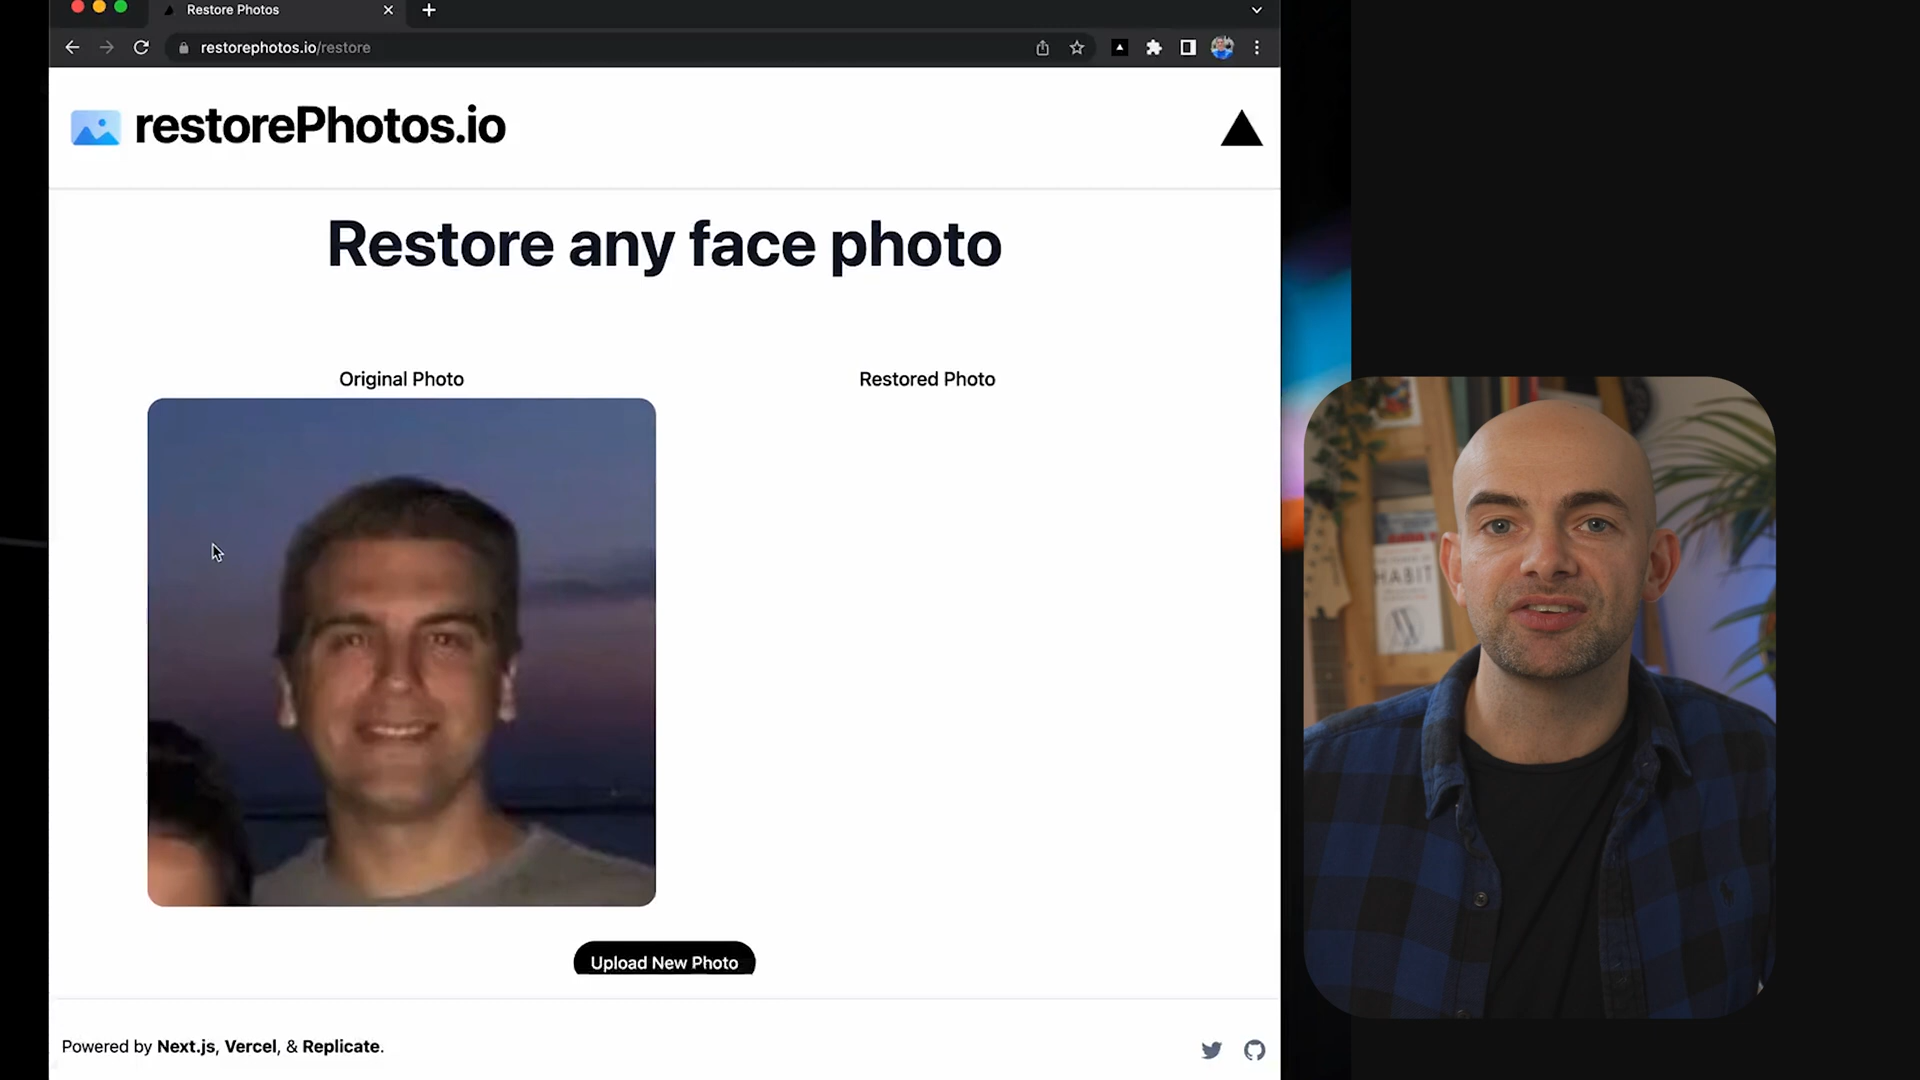 Restore Photos
restorephotos.io/restore
restorePhotos.io
Restore any face photo
Original Photo
Restored Photo
HABIT
Upload New Photo
Powered by Next.js, Vercel, & Replicate.